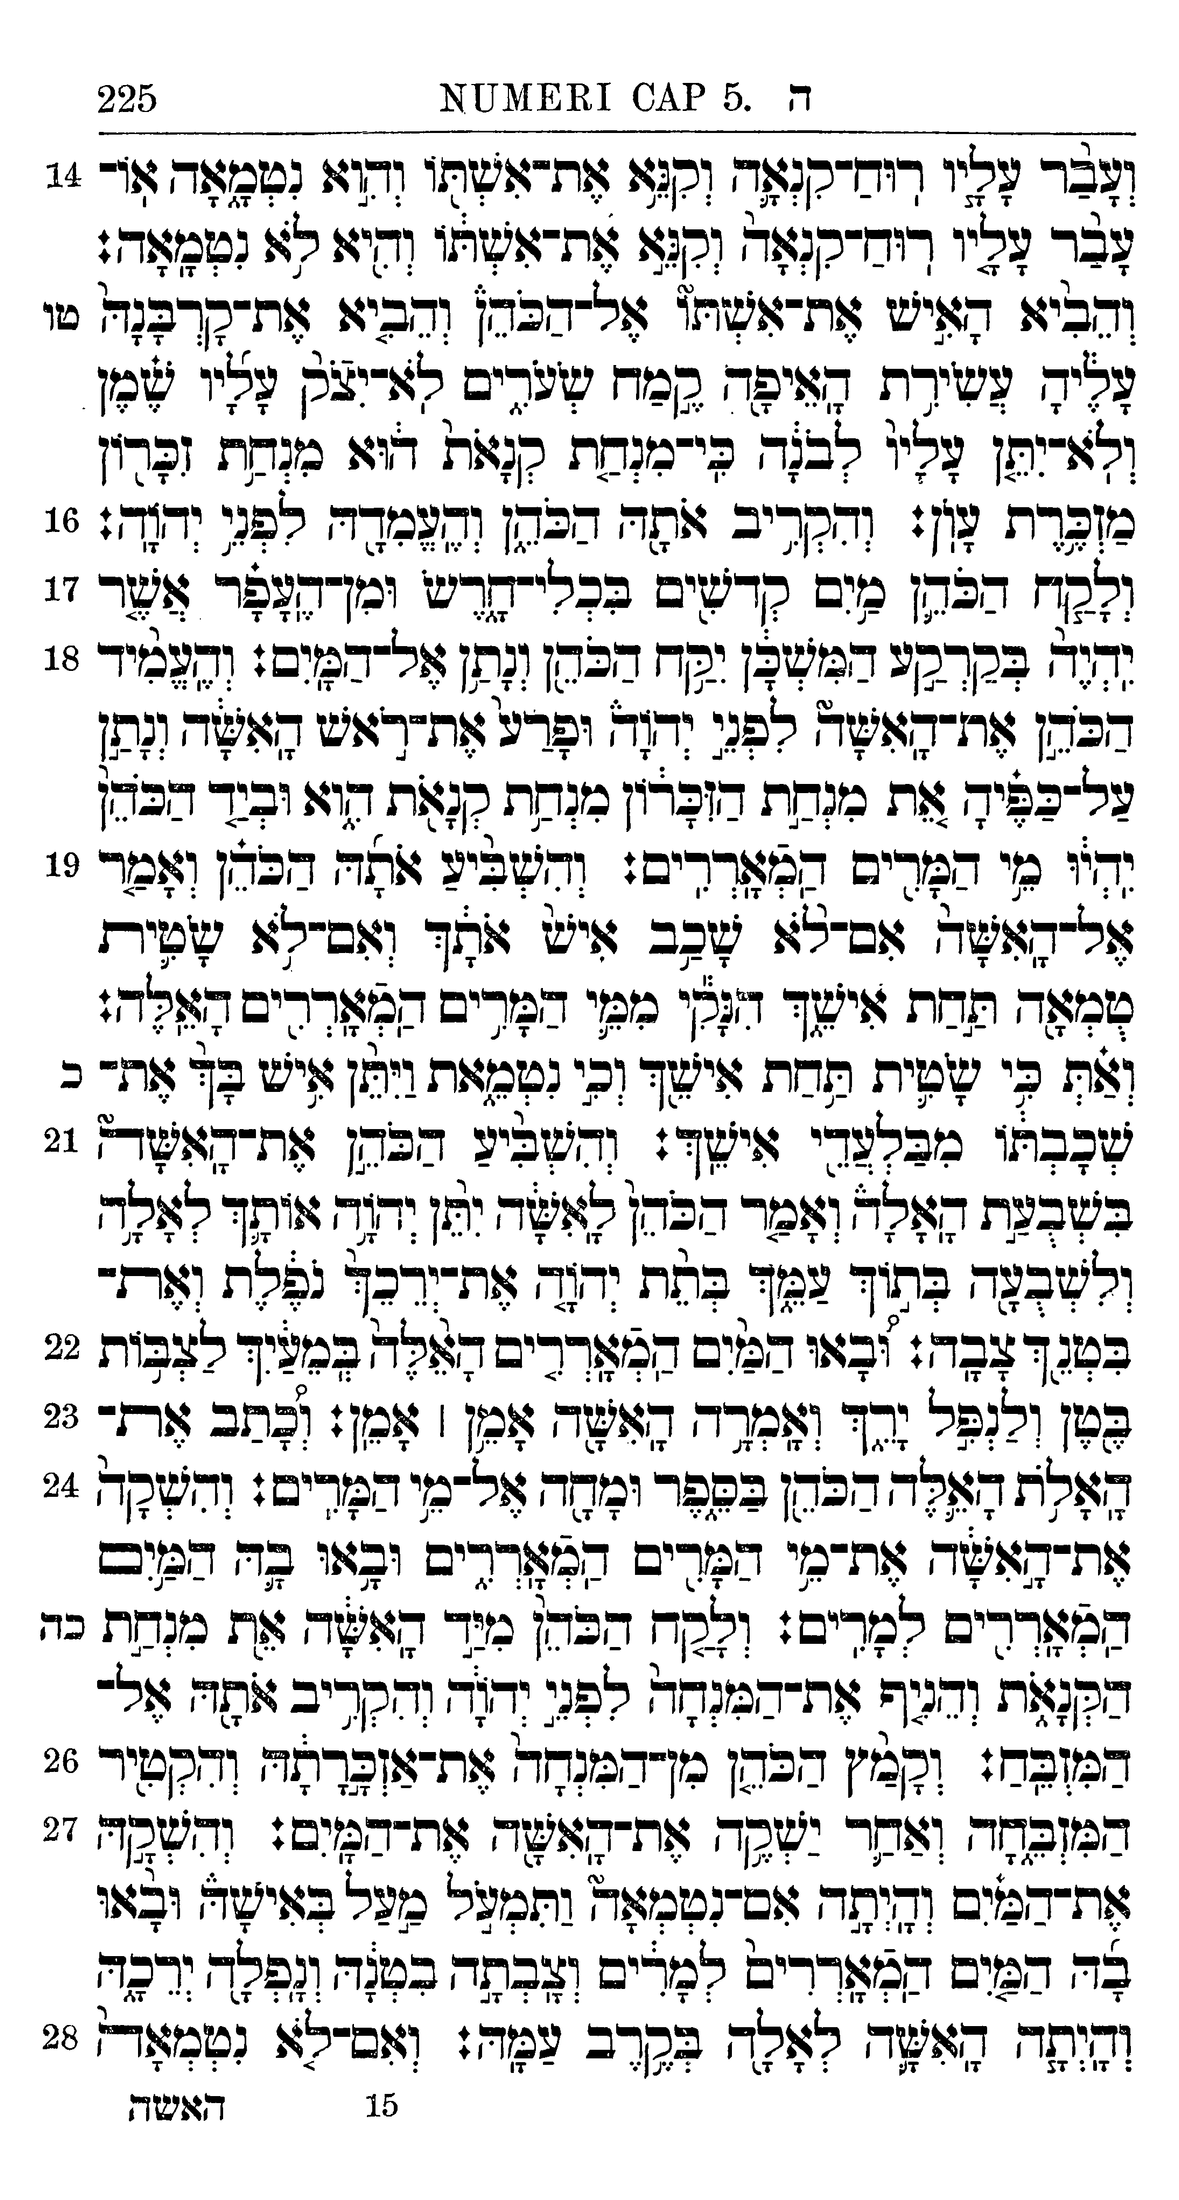 225 NUMERI CAP 5. ה
14 וְעָבַ֨ר עָלָ֧יו רֽוּחַ־קִנְאָ֛ה וְקִנֵּ֥א אֶת־אִשְׁתּ֖וֹ וְהִ֣וא נִטְמָ֑אָה אֽוֹ־
עָבַ֨ר עָלָ֤יו רֽוּחַ־קִנְאָה֙ וְקִנֵּ֣א אֶת־אִשְׁתּ֔וֹ וְהִ֖יא לֹ֥א נִטְמָֽאָה׃
טו וְהֵבִ֨יא הָאִ֣ישׁ אֶת־אִשְׁתּוֹ֮ אֶל־הַכֹּהֵן֒ וְהֵבִ֤יא אֶת־קָרְבָּנָהּ֙
עָלֶ֔יהָ עֲשִׂירִ֥ת הָאֵיפָ֖ה קֶ֣מַח שְׂעֹרִ֑ים לֹֽא־יִצֹ֨ק עָלָ֜יו שֶׁ֗מֶן
וְלֹֽא־יִתֵּ֤ן עָלָיו֙ לְבֹנָ֔ה כִּֽי־מִנְחַ֤ת קְנָאֹת֙ ה֔וּא מִנְחַ֥ת זִכָּר֖וֹן
16 מַזְכֶּ֥רֶת עָוֺֽן׃ וְהִקְרִ֥יב אֹתָ֖הּ הַכֹּהֵ֑ן וְהֶֽעֱמִדָ֖הּ לִפְנֵ֥י יְהוָֽה׃
17 וְלָקַ֧ח הַכֹּהֵ֛ן מַ֥יִם קְדֹשִׁ֖ים בִּכְלִי־חָ֑רֶשׂ וּמִן־הֶֽעָפָ֗ר אֲשֶׁ֤ר
18 יִֽהְיֶה֙ בְּקַרְקַ֣ע הַמִּשְׁכָּ֔ן יִקַּ֥ח הַכֹּהֵ֖ן וְנָתַ֥ן אֶל־הַמָּֽיִם׃ וְהֶֽעֱמִ֨יד
הַכֹּהֵ֥ן אֶת־הָֽאִשָּׁה֮ לִפְנֵ֣י יְהוָה֒ וּפָרַע֙ אֶת־רֹ֣אשׁ הָֽאִשָּׁ֔ה וְנָתַ֣ן
עַל־כַּפֶּ֗יהָ אֵ֚ת מִנְחַ֣ת הַזִּכָּר֔וֹן מִנְחַ֥ת קְנָאֹ֖ת הִ֑וא וּבְיַ֤ד הַכֹּהֵן֙
19 יִֽהְי֔וּ מֵ֥י הַמָּרִ֖ים הַֽמְאָֽרְרִֽים׃ וְהִשְׁבִּ֨יעַ אֹתָ֜הּ הַכֹּהֵ֗ן וְאָמַ֤ר
אֶל־הָֽאִשָּׁה֙ אִם־לֹ֨א שָׁכַ֥ב אִישׁ֙ אֹתָ֔ךְ וְאִם־לֹ֥א שָׂטִ֛ית
טֻמְאָ֖ה תַּ֣חַת אִישֵׁ֑ךְ הִנָּקִ֕י מִמֵּ֛י הַמָּרִ֥ים הַֽמְאָֽרְרִ֖ים הָאֵֽלֶּה׃
כ וְאַ֗תְּ כִּ֥י שָׂטִ֛ית תַּ֥חַת אִישֵׁ֖ךְ וְכִ֣י נִטְמֵ֑את וַיִּתֵּ֨ן אִ֥ישׁ בָּךְ֙ אֶת־
21 שְׁכָבְתּ֔וֹ מִבַּלְעֲדֵ֖י אִישֵֽׁךְ׃ וְהִשְׁבִּ֨יעַ הַכֹּהֵ֥ן אֶת־הָֽאִשָּׁה֮
בִּשְׁבֻעַ֣ת הָֽאָלָה֒ וְאָמַ֤ר הַכֹּהֵן֙ לָֽאִשָּׁ֔ה יִתֵּ֨ן יְהוָ֥ה אוֹתָ֛ךְ לְאָלָ֥ה
וְלִשְׁבֻעָ֖ה בְּת֣וֹךְ עַמֵּ֑ךְ בְּתֵ֨ת יְהוָ֤ה אֶת־יְרֵכֵךְ֙ נֹפֶ֔לֶת וְאֶת־
22 בִּטְנֵ֖ךְ צָבָֽה׃ וּ֠בָאוּ הַמַּ֨יִם הַֽמְאָֽרְרִ֤ים הָאֵ֙לֶּה֙ בְּֽמֵעַ֔יִךְ לַצְבּ֥וֹת
23 בֶּ֖טֶן וְלַנְפִּ֣ל יָרֵ֑ךְ וְאָֽמְרָ֥ה הָֽאִשָּׁ֖ה אָמֵ֥ן ׀ אָמֵֽן׃ וְ֠כָתַב אֶת־
24 הָֽאָלֹ֥ת הָאֵ֛לֶּה הַכֹּהֵ֖ן בַּסֵּ֑פֶר וּמָחָ֖ה אֶל־מֵ֥י הַמָּרִֽים׃ וְהִשְׁקָה֙
אֶת־הָ֣אִשָּׁ֔ה אֶת־מֵ֥י הַמָּרִ֖ים הַֽמְאָֽרְרִ֑ים וּבָ֥אוּ בָ֛הּ הַמַּ֥יִם
כה הַֽמְאָֽרְרִ֖ים לְמָרִֽים׃ וְלָקַ֤ח הַכֹּהֵן֙ מִיַּ֣ד הָֽאִשָּׁ֔ה אֵ֖ת מִנְחַ֣ת
הַקְּנָאֹ֑ת וְהֵנִ֤יף אֶת־הַמִּנְחָה֙ לִפְנֵ֣י יְהוָ֔ה וְהִקְרִ֥יב אֹתָ֖הּ אֶל־
26 הַמִּזְבֵּֽחַ׃ וְקָמַ֨ץ הַכֹּהֵ֤ן מִן־הַמִּנְחָה֙ אֶת־אַזְכָּ֣רָתָ֔הּ וְהִקְטִ֖יר
27 הַמִּזְבֵּ֑חָה וְאַחַ֛ר יַשְׁקֶ֥ה אֶת־הָֽאִשָּׁ֖ה אֶת־הַמָּֽיִם׃ וְהִשְׁקָ֣הּ
אֶת־הַמַּ֗יִם וְהָֽיְתָ֣ה אִם־נִטְמְאָה֮ וַתִּמְעֹ֣ל מַ֣עַל בְּאִישָׁהּ֒ וּבָ֨אוּ
בָ֜הּ הַמַּ֤יִם הַֽמְאָֽרְרִים֙ לְמָרִ֔ים וְצָבְתָ֣ה בִטְנָ֔הּ וְנָֽפְלָ֖ה יְרֵכָ֑הּ
28 וְהָֽיְתָ֧ה הָֽאִשָּׁ֛ה לְאָלָ֖ה בְּקֶ֥רֶב עַמָּֽהּ׃ וְאִם־לֹ֤א נִטְמְאָה֙
15 האשה